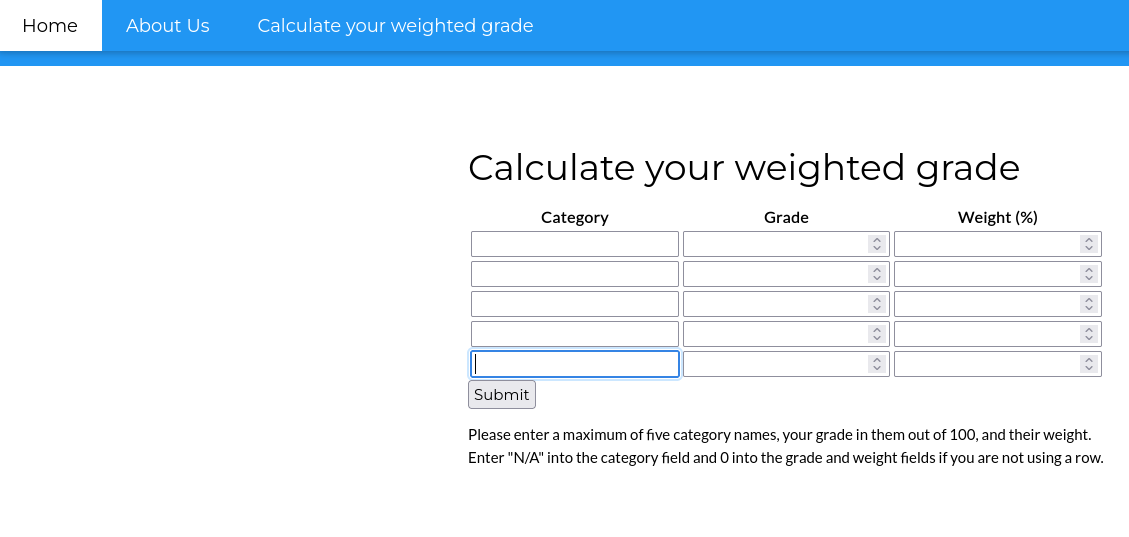 Home About Us Calculate your weighted grade
Calculate your weighted grade
Category Grade Weight (%)
Submit
Please enter a maximum of five category names, your grade in them out of 100, and their weight.
Enter "N/A" into the category field and 0 into the grade and weight fields if you are not using a row.